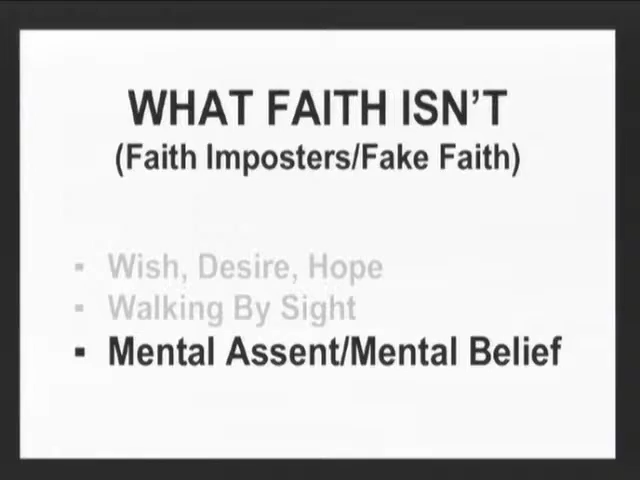 WHAT FAITH ISN'T
(Faith Imposters/Fake Faith)
▪ Wish, Desire, Hope
▪ Walking By Sight
▪ Mental Assent/Mental Belief